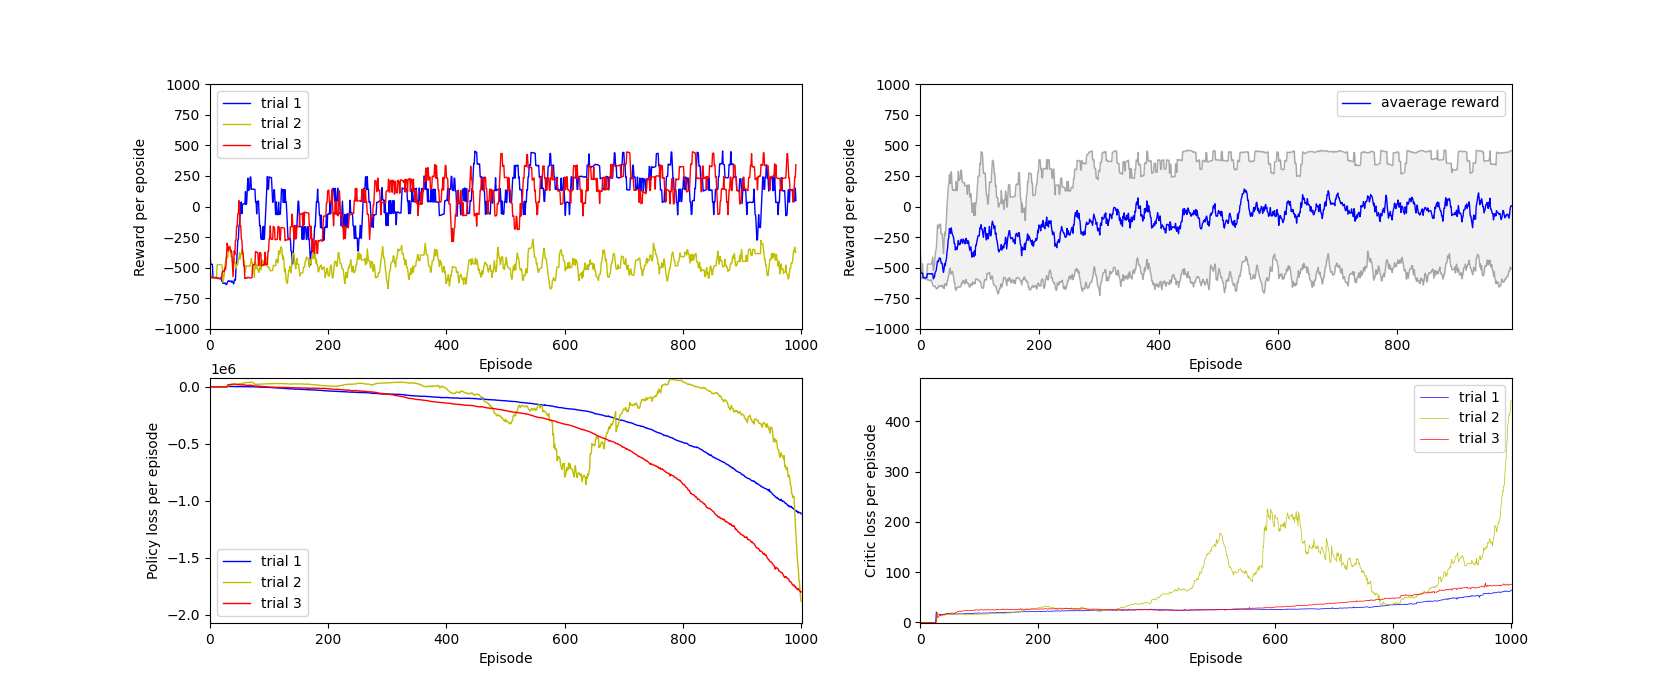 1000
750
500
250
0
−250
−500
−750
−1000
Reward per eposide
trial 1
trial 2
trial 3
0
200
400
600
800
1000
Episode
1000
750
500
250
0
−250
−500
−750
−1000
Reward per eposide
avaerage reward
0
200
400
600
800
Episode
1e6
0.0
−0.5
−1.0
−1.5
−2.0
Policy loss per episode
trial 1
trial 2
trial 3
0
200
400
600
800
1000
Episode
400
300
200
100
0
Critic loss per episode
trial 1
trial 2
trial 3
0
200
400
600
800
1000
Episode